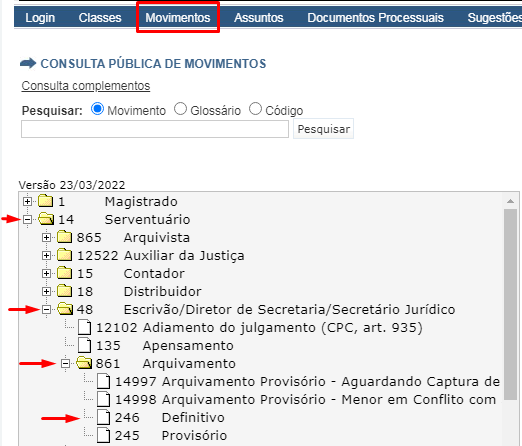 Login Classes Movimentos Assuntos Documentos Processuais Sugestões
CONSULTA PÚBLICA DE MOVIMENTOS
Consulta complementos
Pesquisar: Movimento Glossário Código
Pesquisar
Versão 23/03/2022
1 Magistrado
14 Serventuário
865 Arquivista
12522 Auxiliar da Justiça
15 Contador
18 Distribuidor
48 Escrivão/Diretor de Secretaria/Secretário Jurídico
12102 Adiamento do julgamento (CPC, art. 935)
135 Apensamento
861 Arquivamento
14997 Arquivamento Provisório - Aguardando Captura de
14998 Arquivamento Provisório - Menor em Conflito com
246 Definitivo
245 Provisório